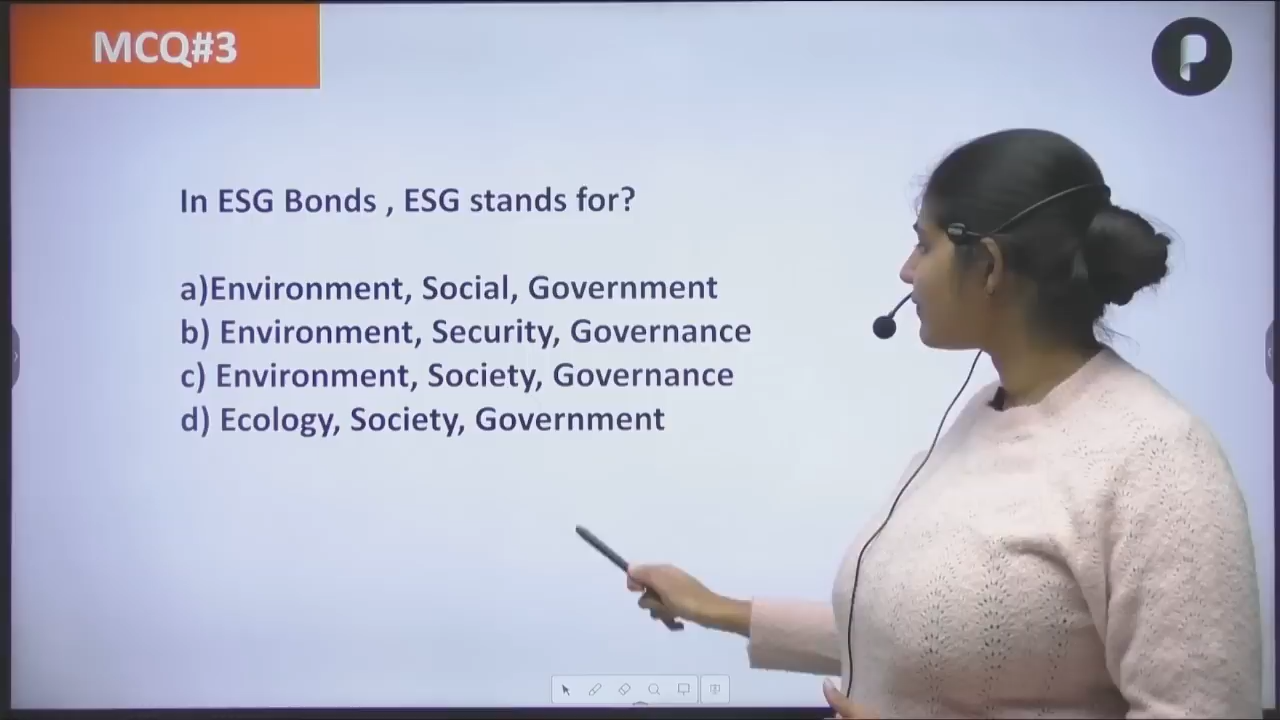 MCQ#3
In ESG Bonds , ESG stands for?
a)Environment, Social, Government
b) Environment, Security, Governance
c) Environment, Society, Governance
d) Ecology, Society, Government